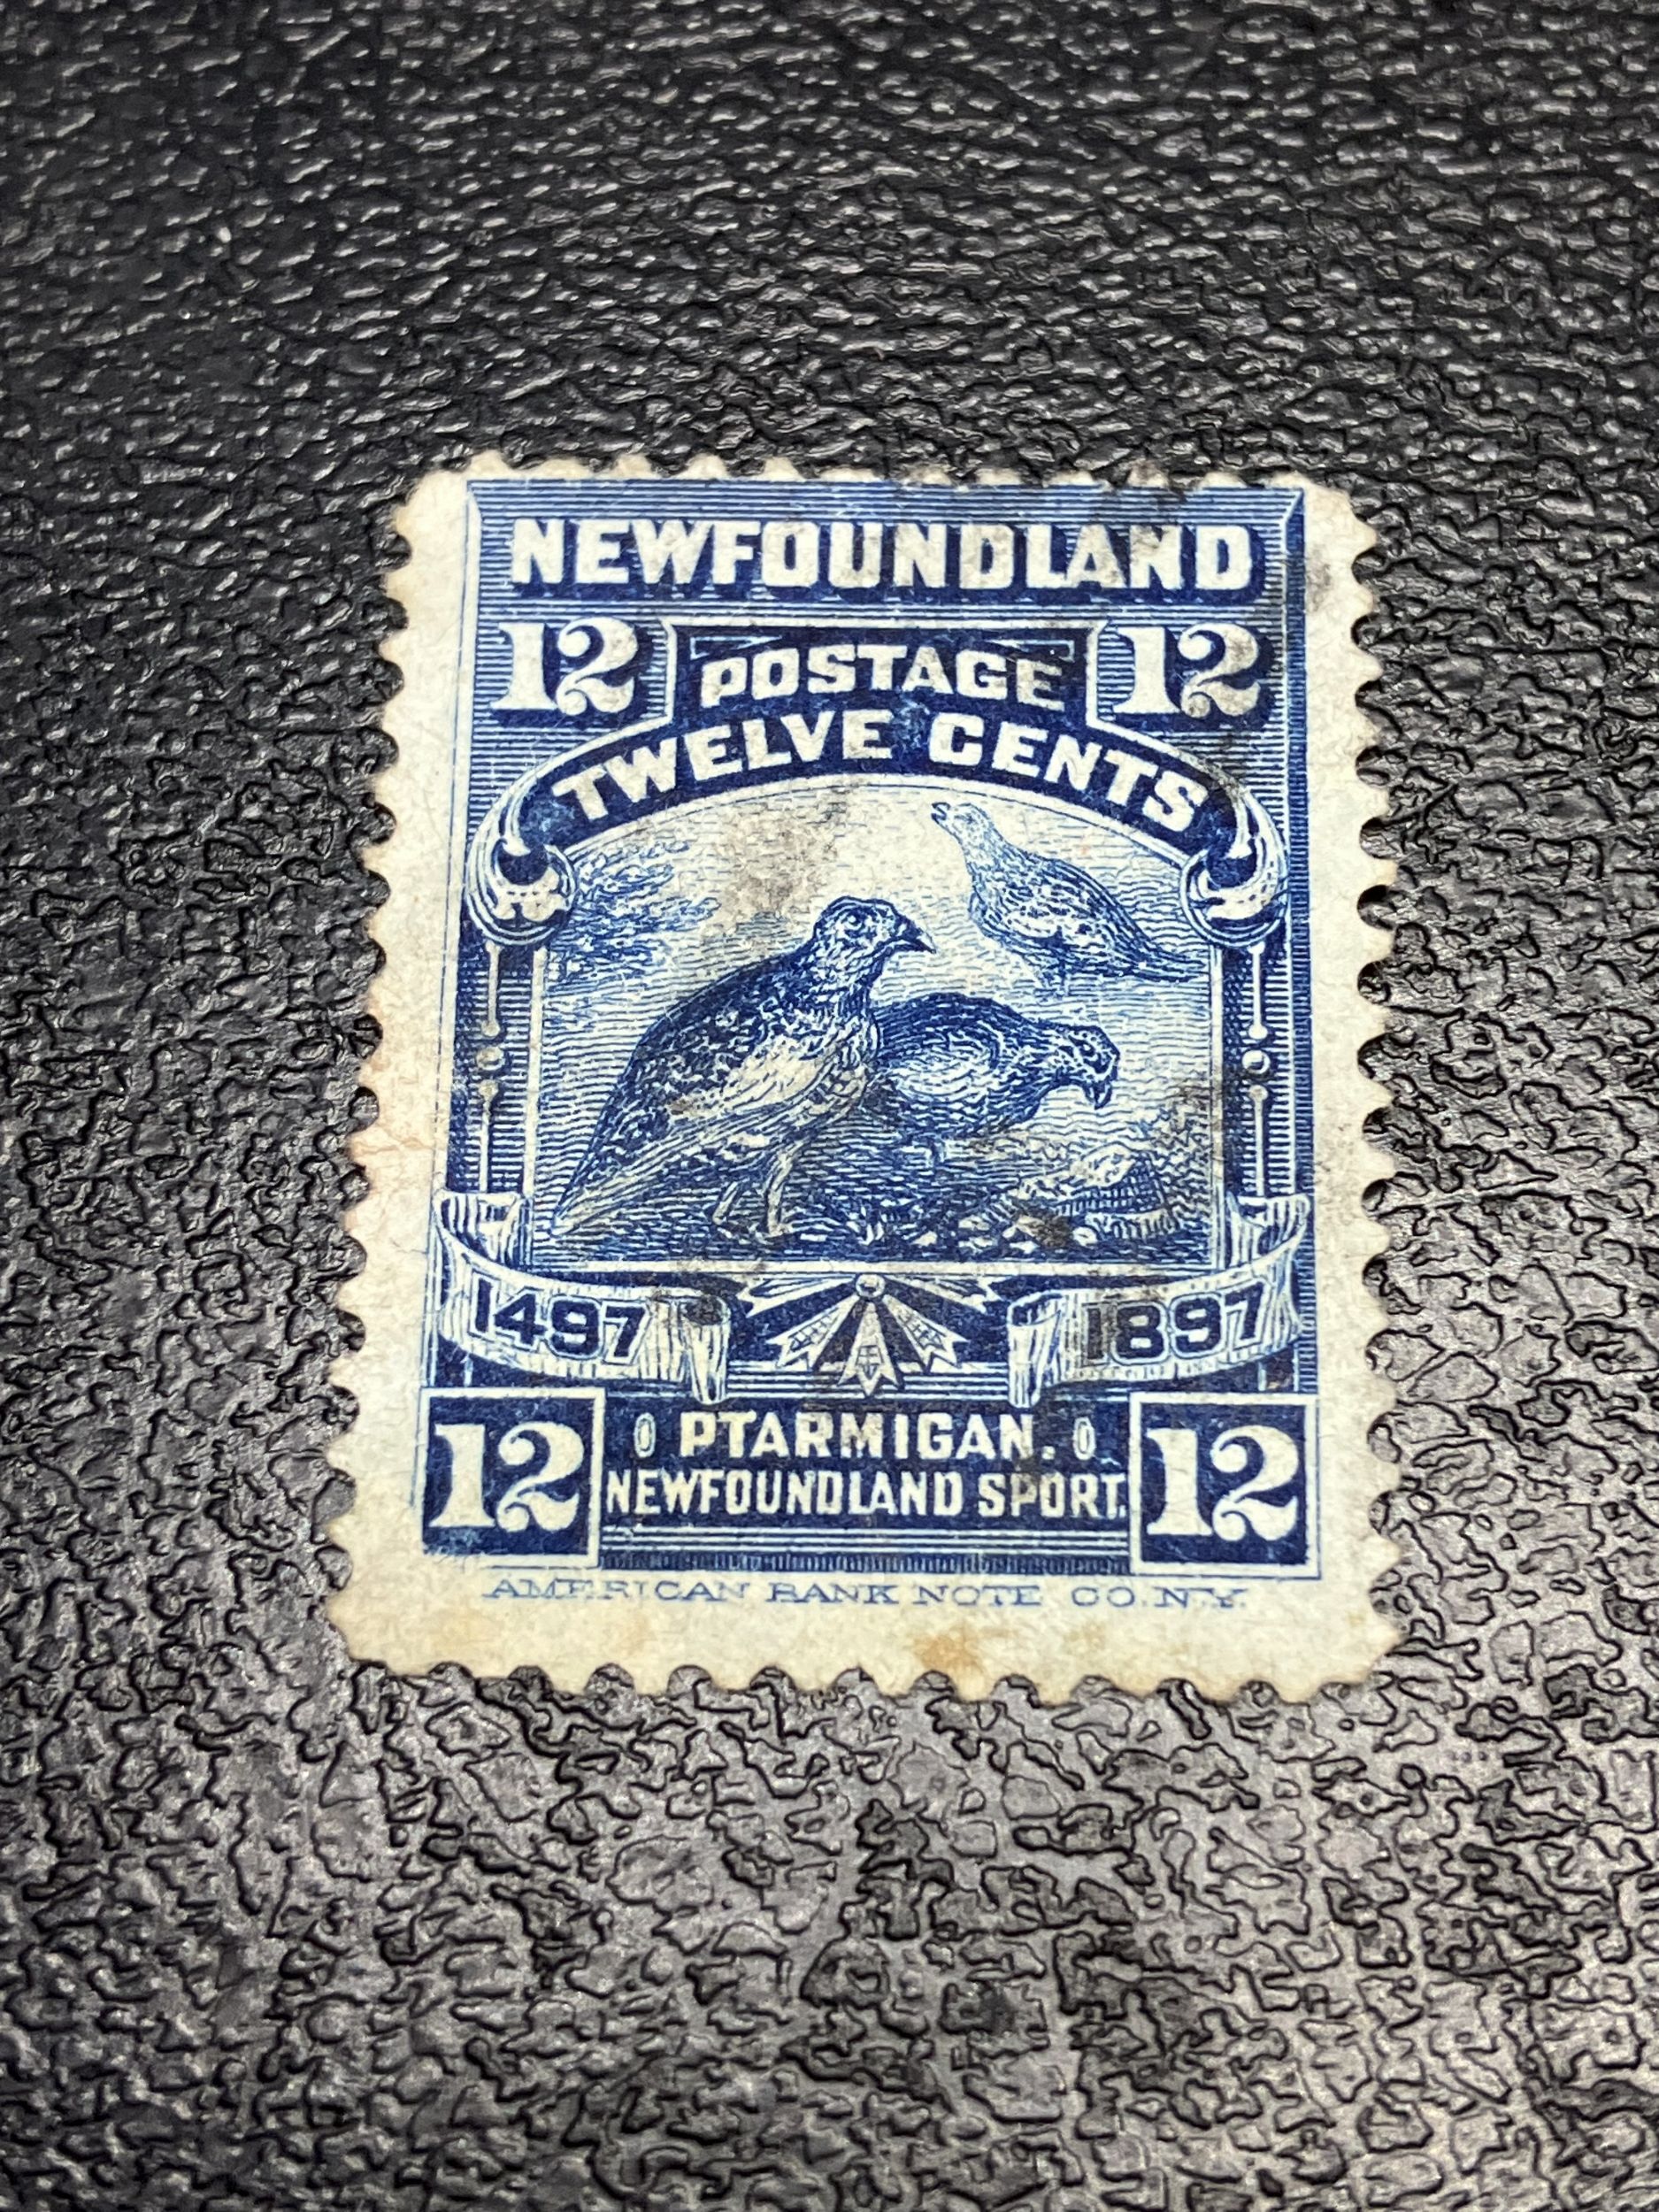 NEWFOUNDLAND
12 POSTAGE 12
TWELVE CENTS
1497 1897
12 PTARMIGAN. 12
NEWFOUNDLAND SPORT.
AMERICAN BANK NOTE CO. N.Y.